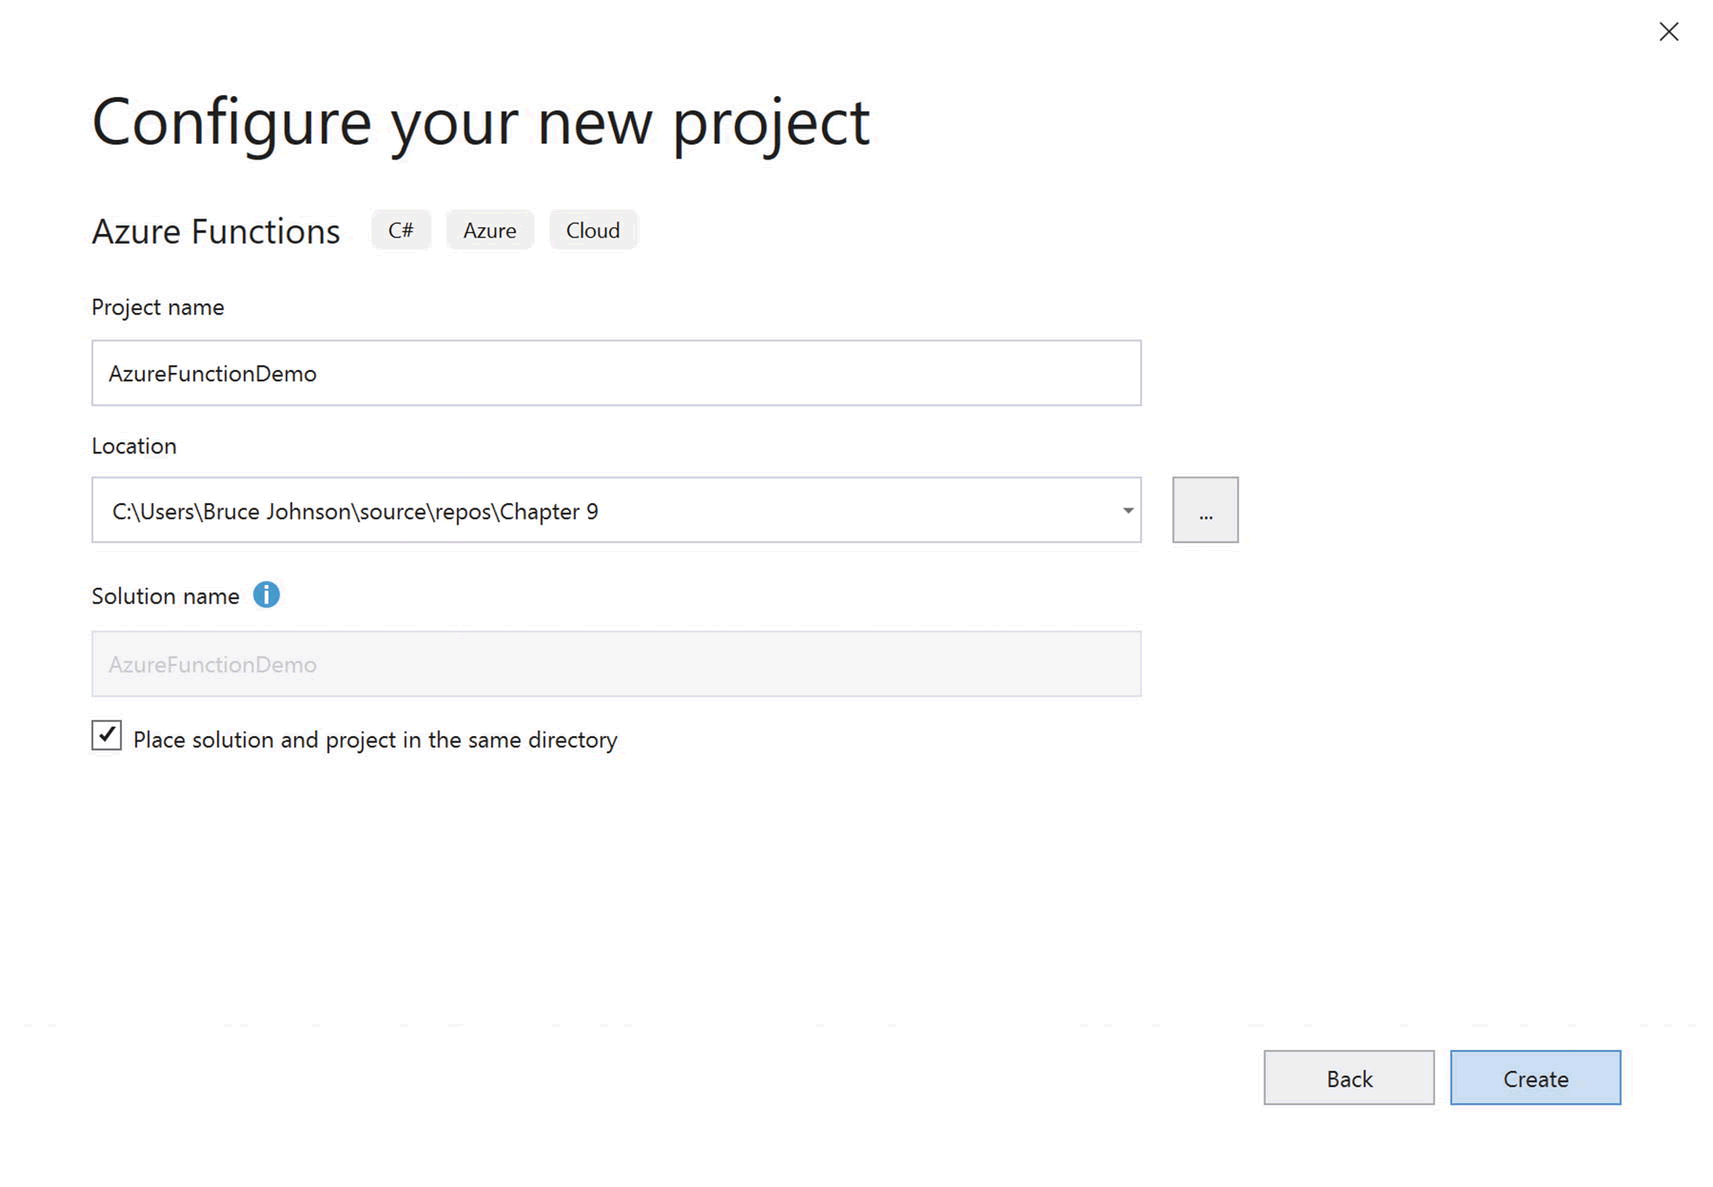 Configure your new project
Azure Functions C# Azure Cloud
Project name
AzureFunctionDemo
Location
C:\Users\Bruce Johnson\source\repos\Chapter 9
...
Solution name
AzureFunctionDemo
Place solution and project in the same directory
Back Create